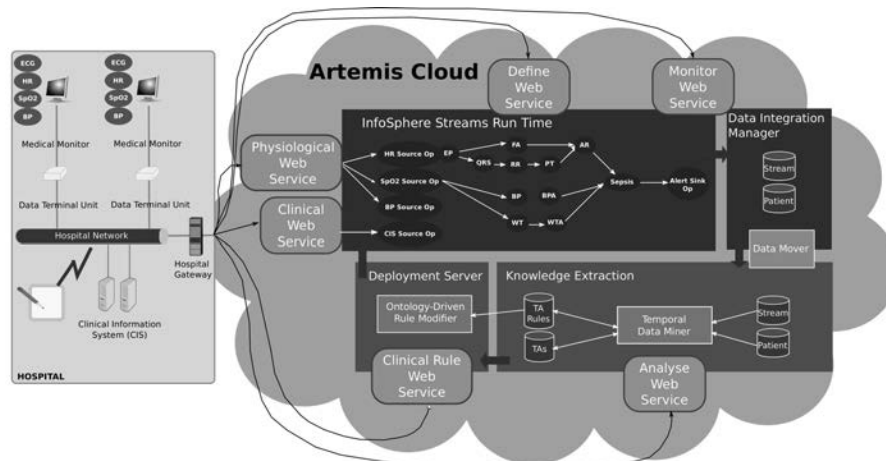 ECG
HR
SpO2
BP
ECG
HR
SpO2
BP
Medical Monitor
Medical Monitor
Data Terminal Unit
Data Terminal Unit
Hospital Network
Hospital
Gateway
Clinical Information
System (CIS)
HOSPITAL
Artemis Cloud
Define
Web
Service
Monitor
Web
Service
Physiological
Web
Service
Clinical
Web
Service
InfoSphere Streams Run Time
HR Source Op
SpO2 Source Op
BP Source Op
CIS Source Op
EP
FA
AR
QRS
RR
PT
BP
BPA
WT
WTA
Sepsis
Alert Sink
Op
Data Integration
Manager
Stream
Patient
Data Mover
Deployment Server
Ontology-Driven
Rule Modifier
Clinical Rule
Web
Service
Knowledge Extraction
TA
Rules
TAs
Temporal
Data Miner
Stream
Patient
Analyse
Web
Service